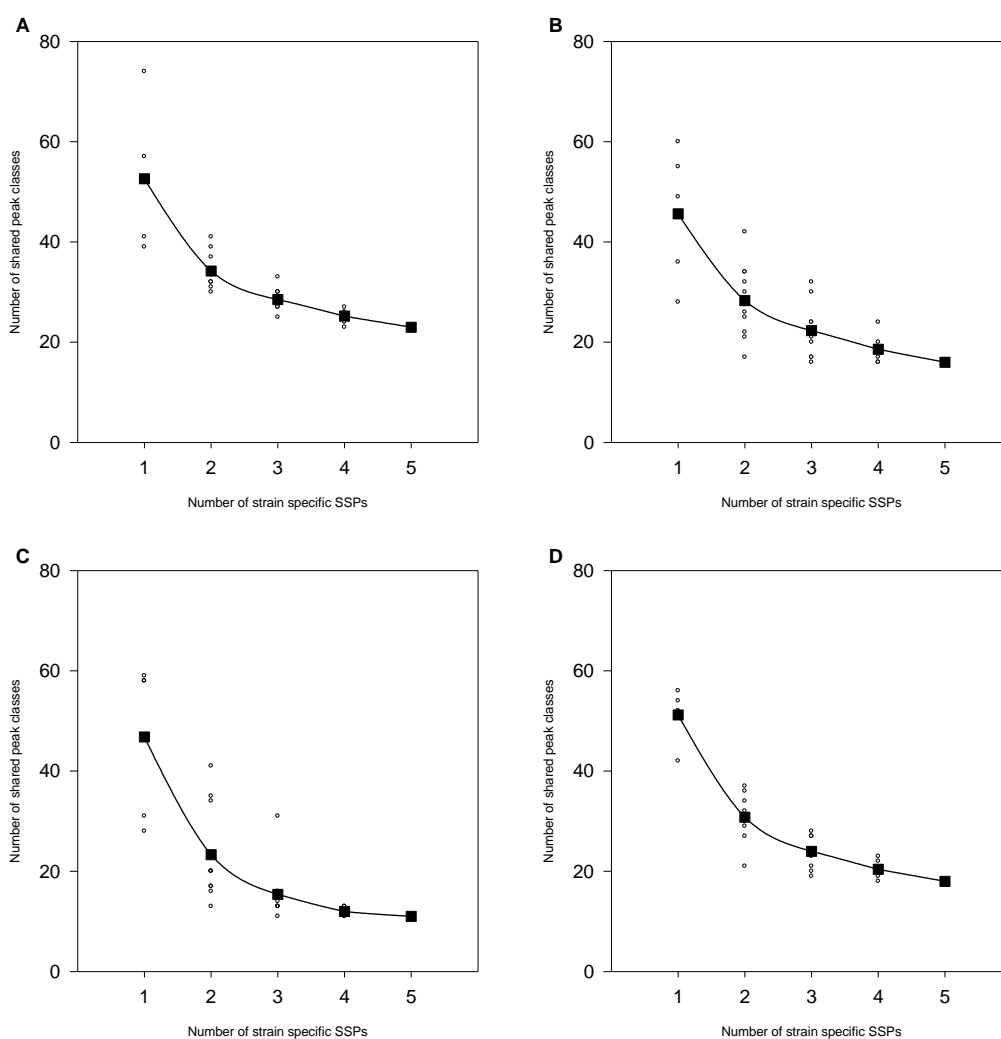 A
80
60
40
20
0
Number of shared peak classes
1 2 3 4 5
Number of strain specific SSPs
B
80
60
40
20
0
Number of shared peak classes
1 2 3 4 5
Number of strain specific SSPs
C
80
60
40
20
0
Number of shared peak classes
1 2 3 4 5
Number of strain specific SSPs
D
80
60
40
20
0
Number of shared peak classes
1 2 3 4 5
Number of strain specific SSPs